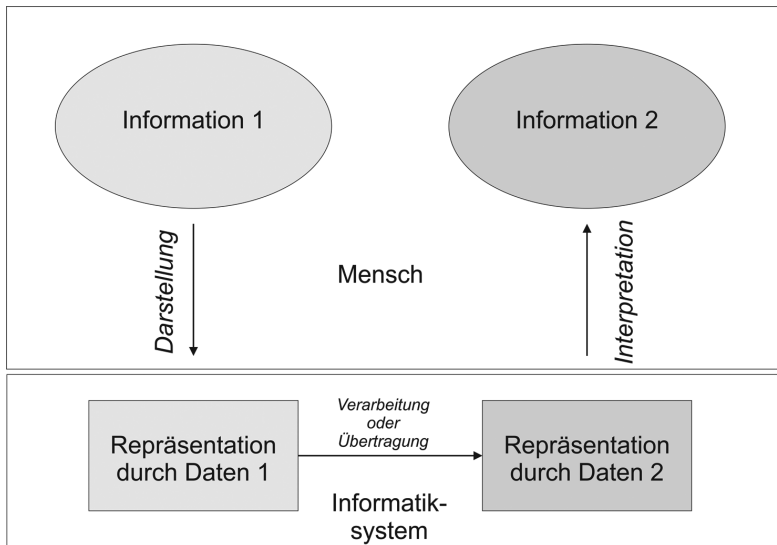 Information 1
Information 2
Darstellung
Mensch
Interpretation
Repräsentation
durch Daten 1
Verarbeitung
oder
Übertragung
Repräsentation
durch Daten 2
Informatik-
system